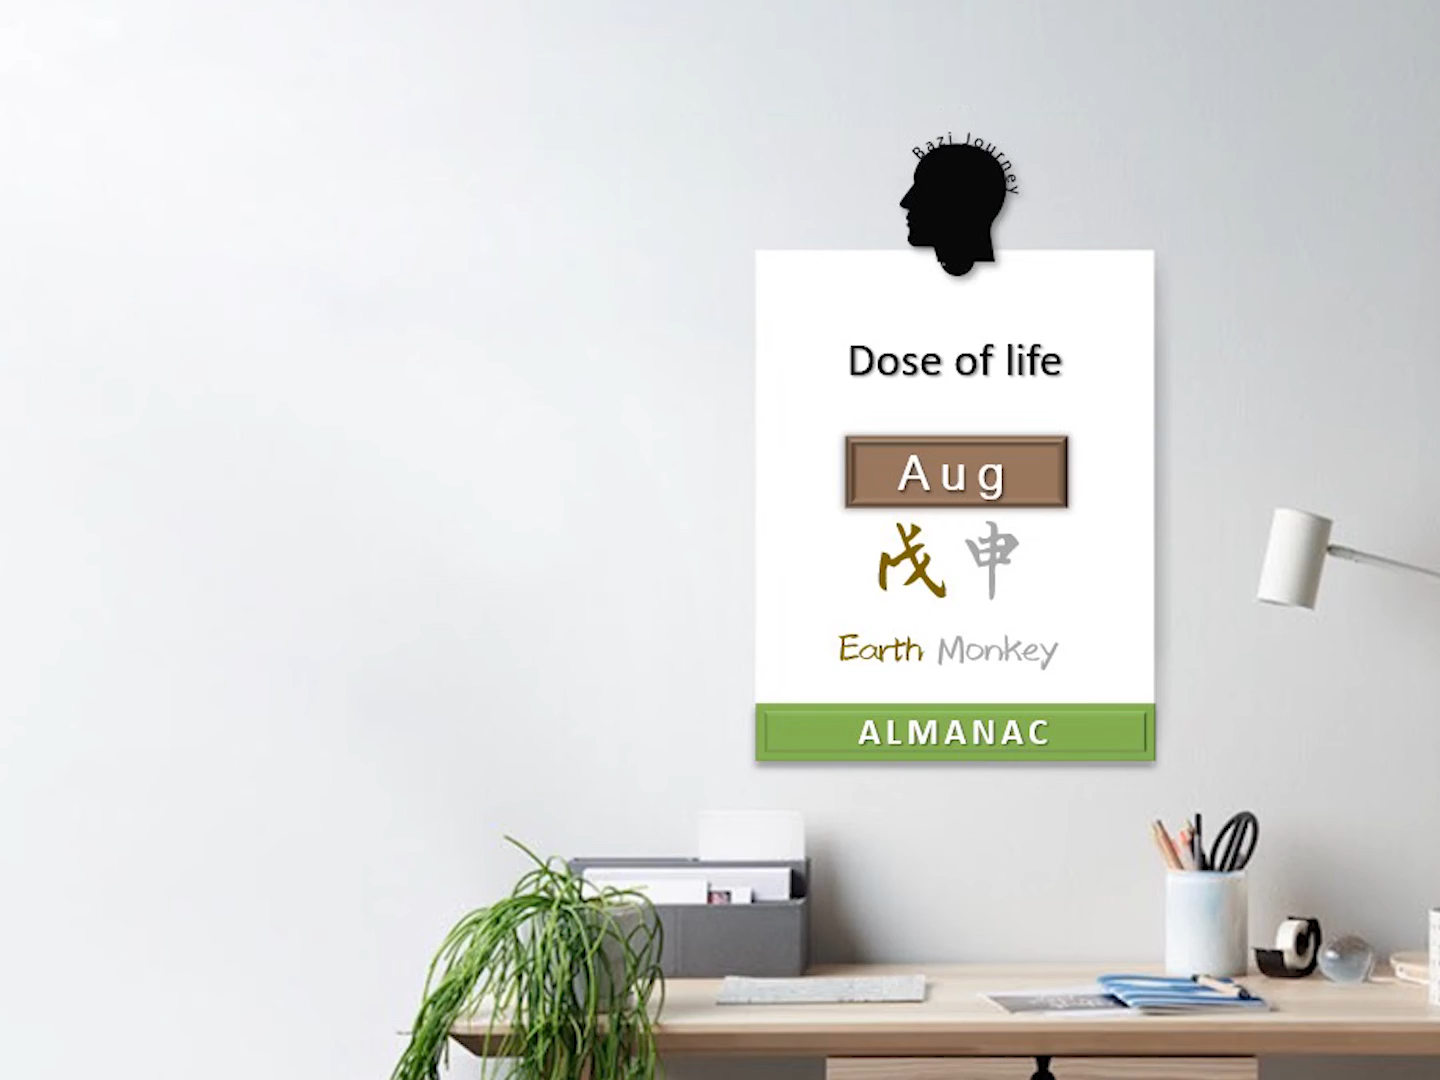 Bazi Journey
Dose of life
Aug
戊申
Earth Monkey
ALMANAC